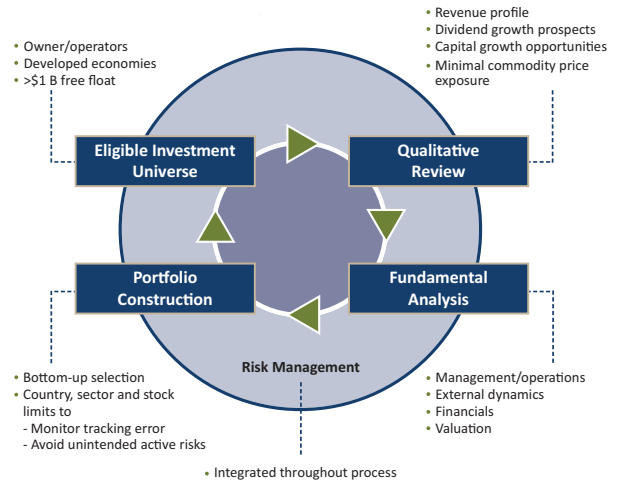 • Owner/operators
• Developed economies
• >$1 B free float
• Revenue profile
• Dividend growth prospects
• Capital growth opportunities
• Minimal commodity price
exposure
Eligible Investment
Universe
Qualitative
Review
Portfolio
Construction
Fundamental
Analysis
Risk Management
• Bottom-up selection
• Country, sector and stock
limits to
- Monitor tracking error
- Avoid unintended active risks
• Management/operations
• External dynamics
• Financials
• Valuation
• Integrated throughout process